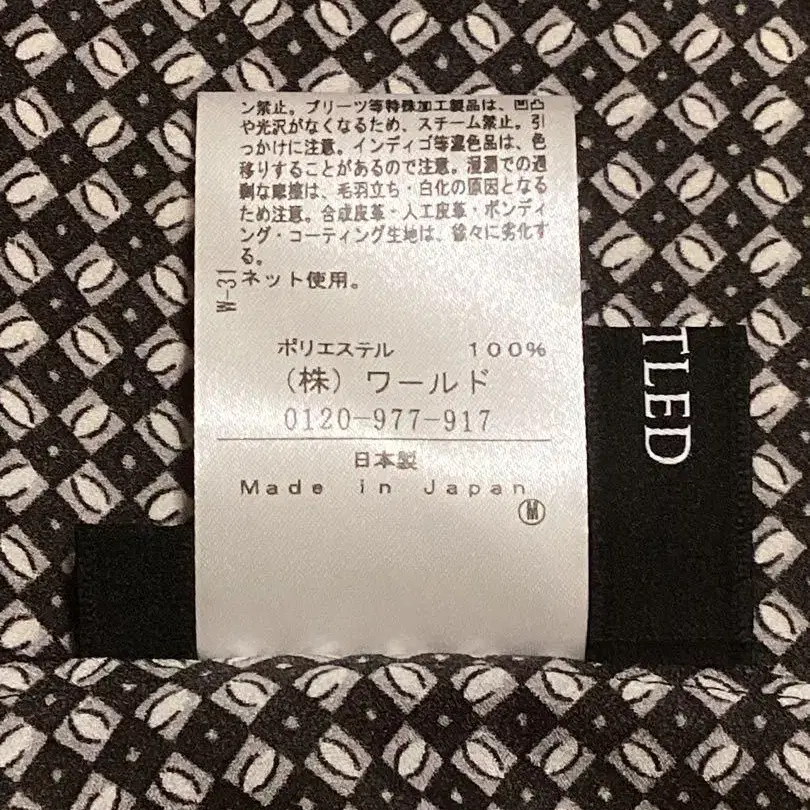 ン禁止。プリーツ等特殊加工製品は、凹凸
や光沢がなくなるため、スチーム禁止。引
っかけに注意。インディゴ等濃色品は、色
移りすることがあるので注意。湿潤での過
剰な摩擦は、毛羽立ち・白化の原因となる
ため注意。合成皮革・人工皮革・ボンディ
ング・コーティング生地は、徐々に劣化す
る。
W-31
ネット使用。
ポリエステル 100%
(株)ワールド
0120-977-917
日本製
Made in Japan
M
TLED